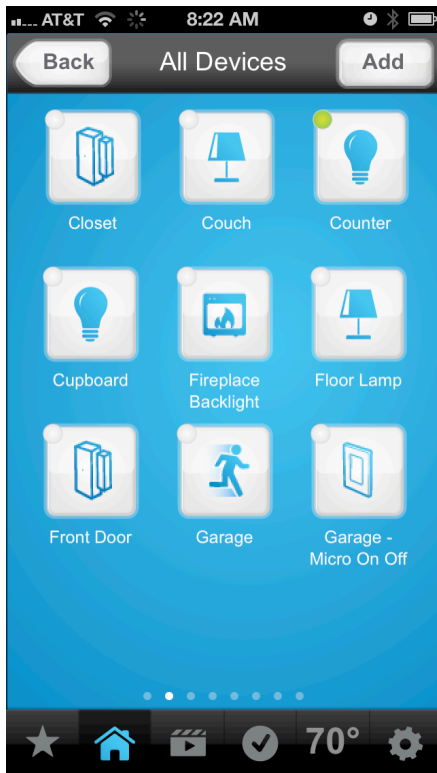 AT&T 8:22 AM
Back All Devices Add
Closet Couch Counter
Cupboard Fireplace Backlight Floor Lamp
Front Door Garage Garage - Micro On Off
70°